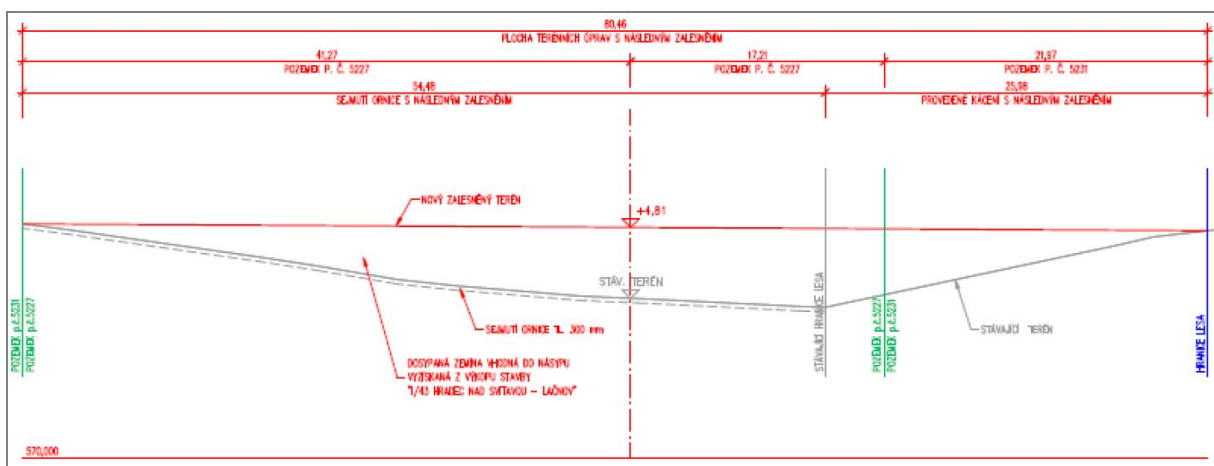 80,46
PLOCHA TERÉNNÍCH ÚPRAV S NÁSLEDNÝM ZALESNĚNÍM
41,27
17,21
21,97
POZEMEK P. Č. 5227
POZEMEK P. Č. 5227
POZEMEK P. Č. 5231
54,48
25,98
SEJMUTÍ ORNICE S NÁSLEDNÝM ZALESNĚNÍM
PROVEDENÉ KÁCENÍ S NÁSLEDNÝM ZALESNĚNÍM
NOVÝ ZALESNĚNÝ TERÉN
+4,81
STÁV. TERÉN
SEJMUTÍ ORNICE TL. 300 mm
STÁVAJÍCÍ TERÉN
DOSYPANÁ ZEMINA VHODNÁ DO NÁSYPU
VYZÍSKANÁ Z VÝKOPU STAVBY
"I/43 HRADEC NAD SVITAVOU – LAČNOV"
POZEMEK p.č.5231
POZEMEK p.č.5227
STÁVAJÍCÍ HRANICE LESA
POZEMEK p.č.5227
POZEMEK p.č.5231
HRANICE LESA
570,000